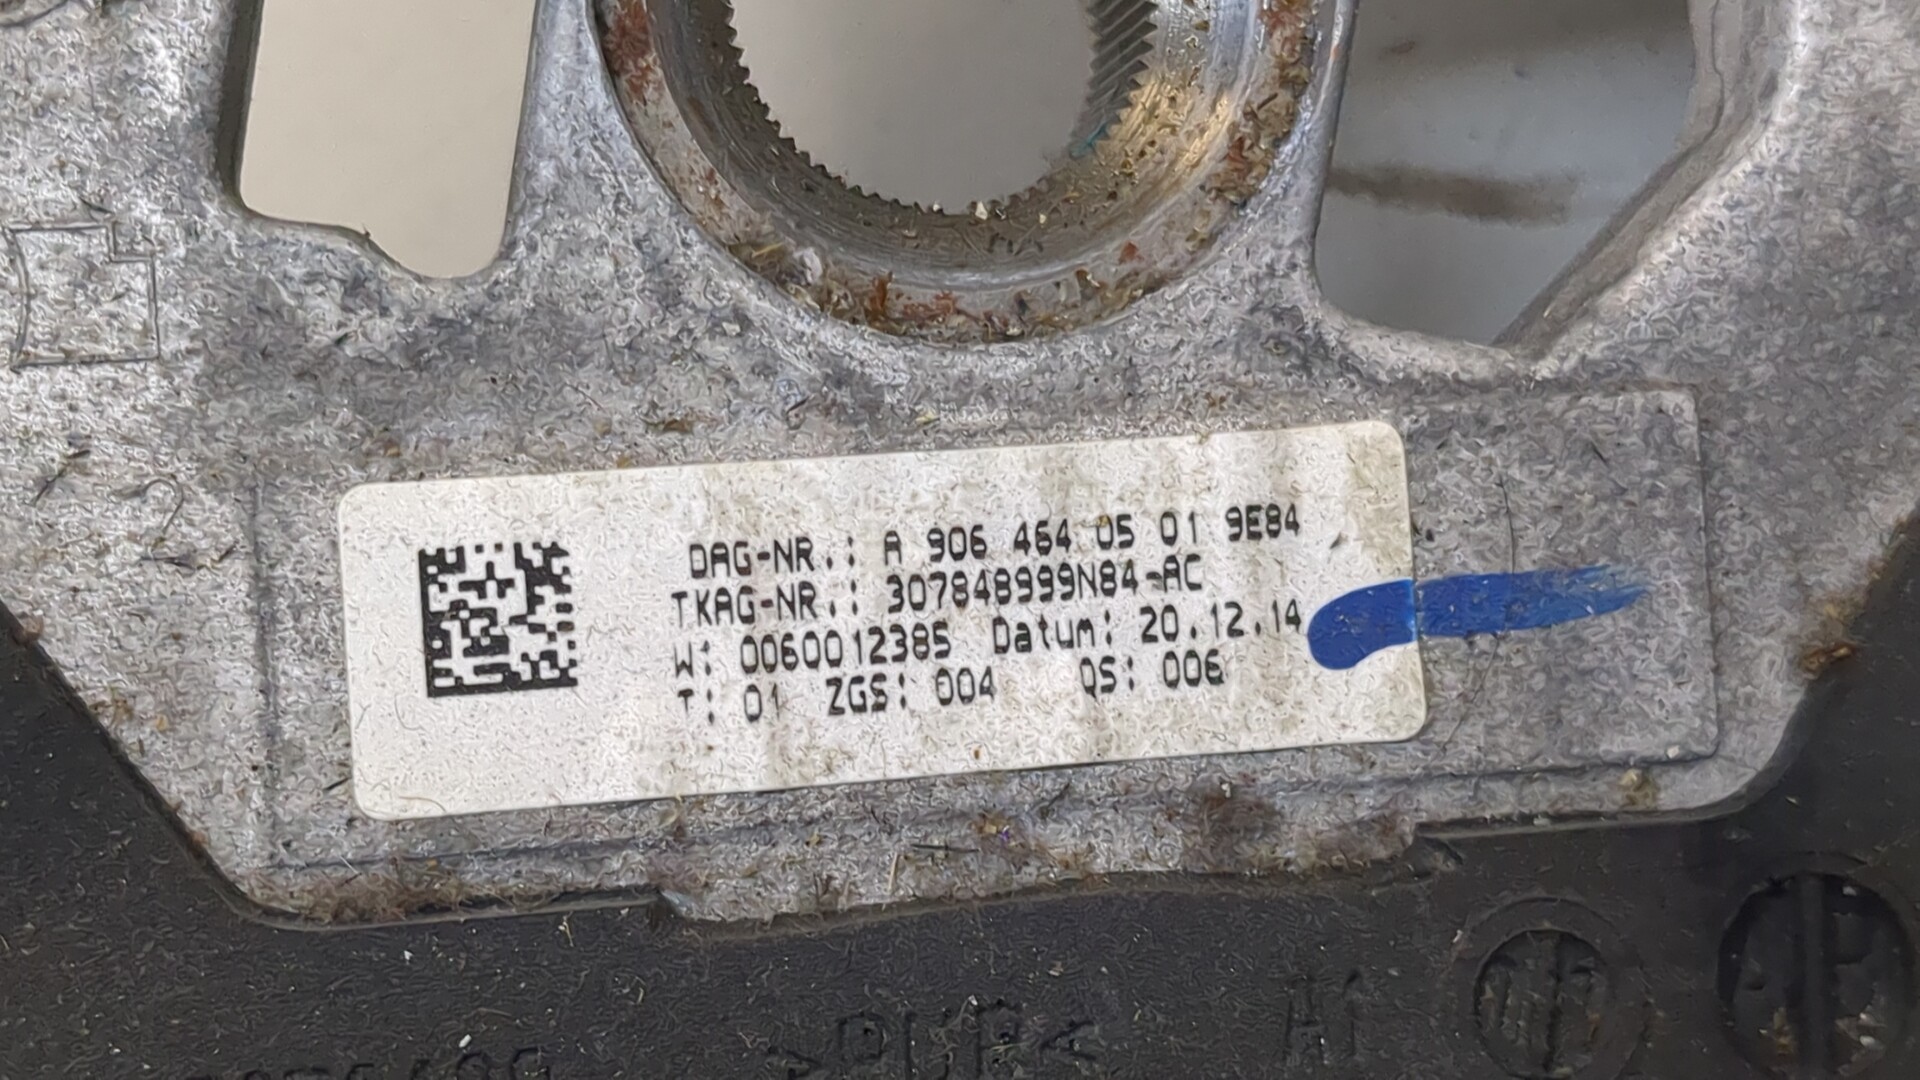 DAG-NR.: A 906 464 05 01 9E84
TKAG-NR.: 307848999N84-AC
W: 0060012385 Datum: 20.12.14
T: 01 ZGS: 004 QS: 006
>PUR<